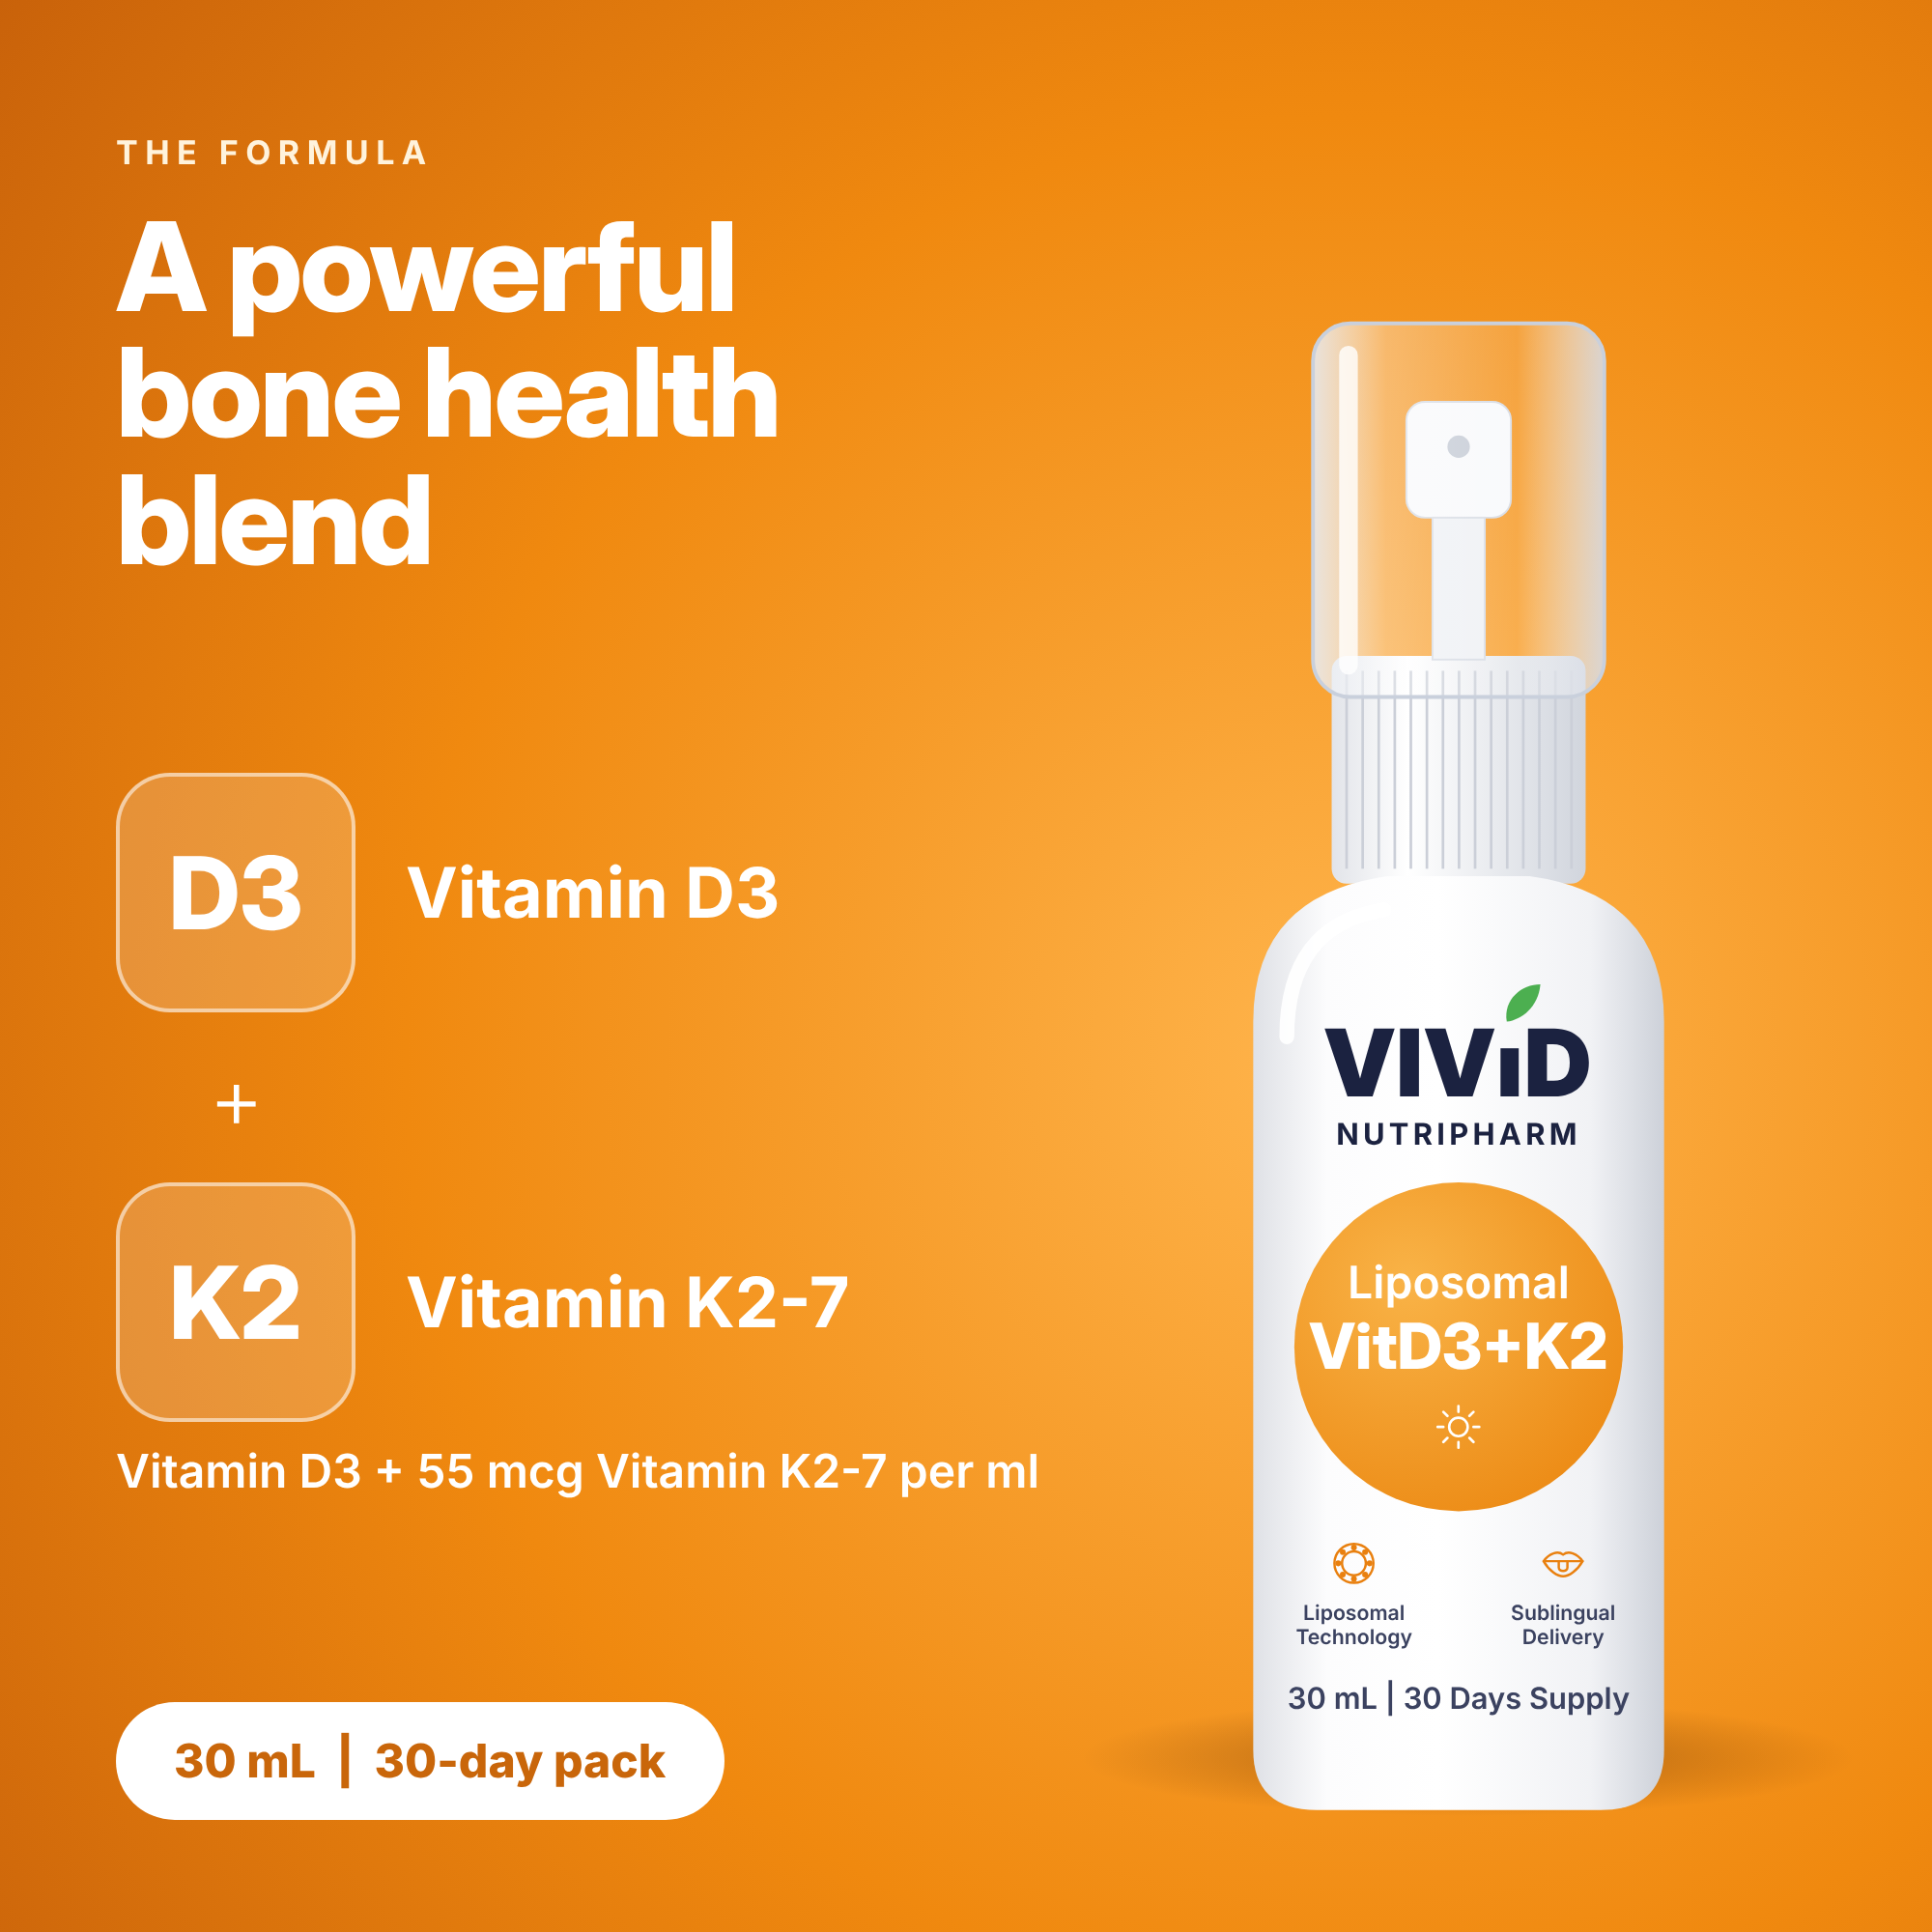 THE FORMULA
A powerful
bone health
blend
D3
Vitamin D3
+
K2
Vitamin K2-7
Vitamin D3 + 55 mcg Vitamin K2-7 per ml
30 mL | 30-day pack
VIViD
NUTRIPHARM
Liposomal
VitD3+K2
Liposomal
Technology
Sublingual
Delivery
30 mL | 30 Days Supply